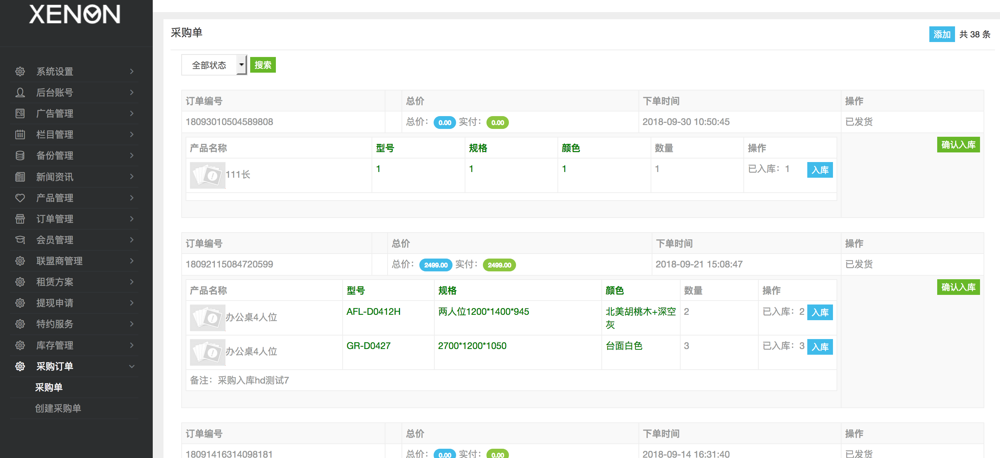 XENON
系统设置
后台账号
广告管理
栏目管理
备份管理
新闻资讯
产品管理
订单管理
会员管理
联盟商管理
租赁方案
提现申请
特约服务
库存管理
采购订单
采购单
创建采购单
采购单
添加 共 38 条
全部状态 搜索
订单编号 总价 下单时间 操作
18093010504589808 总价： 0.00 实付： 0.00 2018-09-30 10:50:45 已发货
产品名称 型号 规格 颜色 数量 操作 确认入库
111长 1 1 1 1 已入库：1 入库
订单编号 总价 下单时间 操作
18092115084720599 总价： 2499.00 实付： 2499.00 2018-09-21 15:08:47 已发货
产品名称 型号 规格 颜色 数量 操作 确认入库
办公桌4人位 AFL-D0412H 两人位1200*1400*945 北美胡桃木+深空 2 已入库：2 入库
灰
办公桌4人位 GR-D0427 2700*1200*1050 台面白色 3 已入库：3 入库
备注：采购入库hd测试7
订单编号 总价 下单时间 操作
18091416314098181 总价： 0.00 实付： 0.00 2018-09-14 16:31:40 已发货